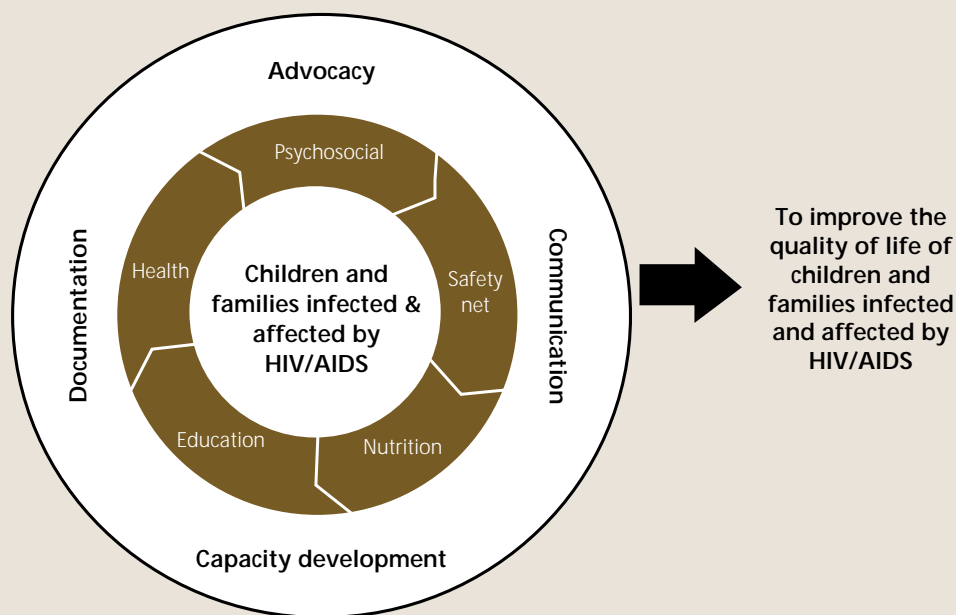 Advocacy
Psychosocial
Health
Safety
net
Children and
families infected &
affected by
HIV/AIDS
Documentation
Communication
Education
Nutrition
Capacity development
To improve the
quality of life of
children and
families infected
and affected by
HIV/AIDS